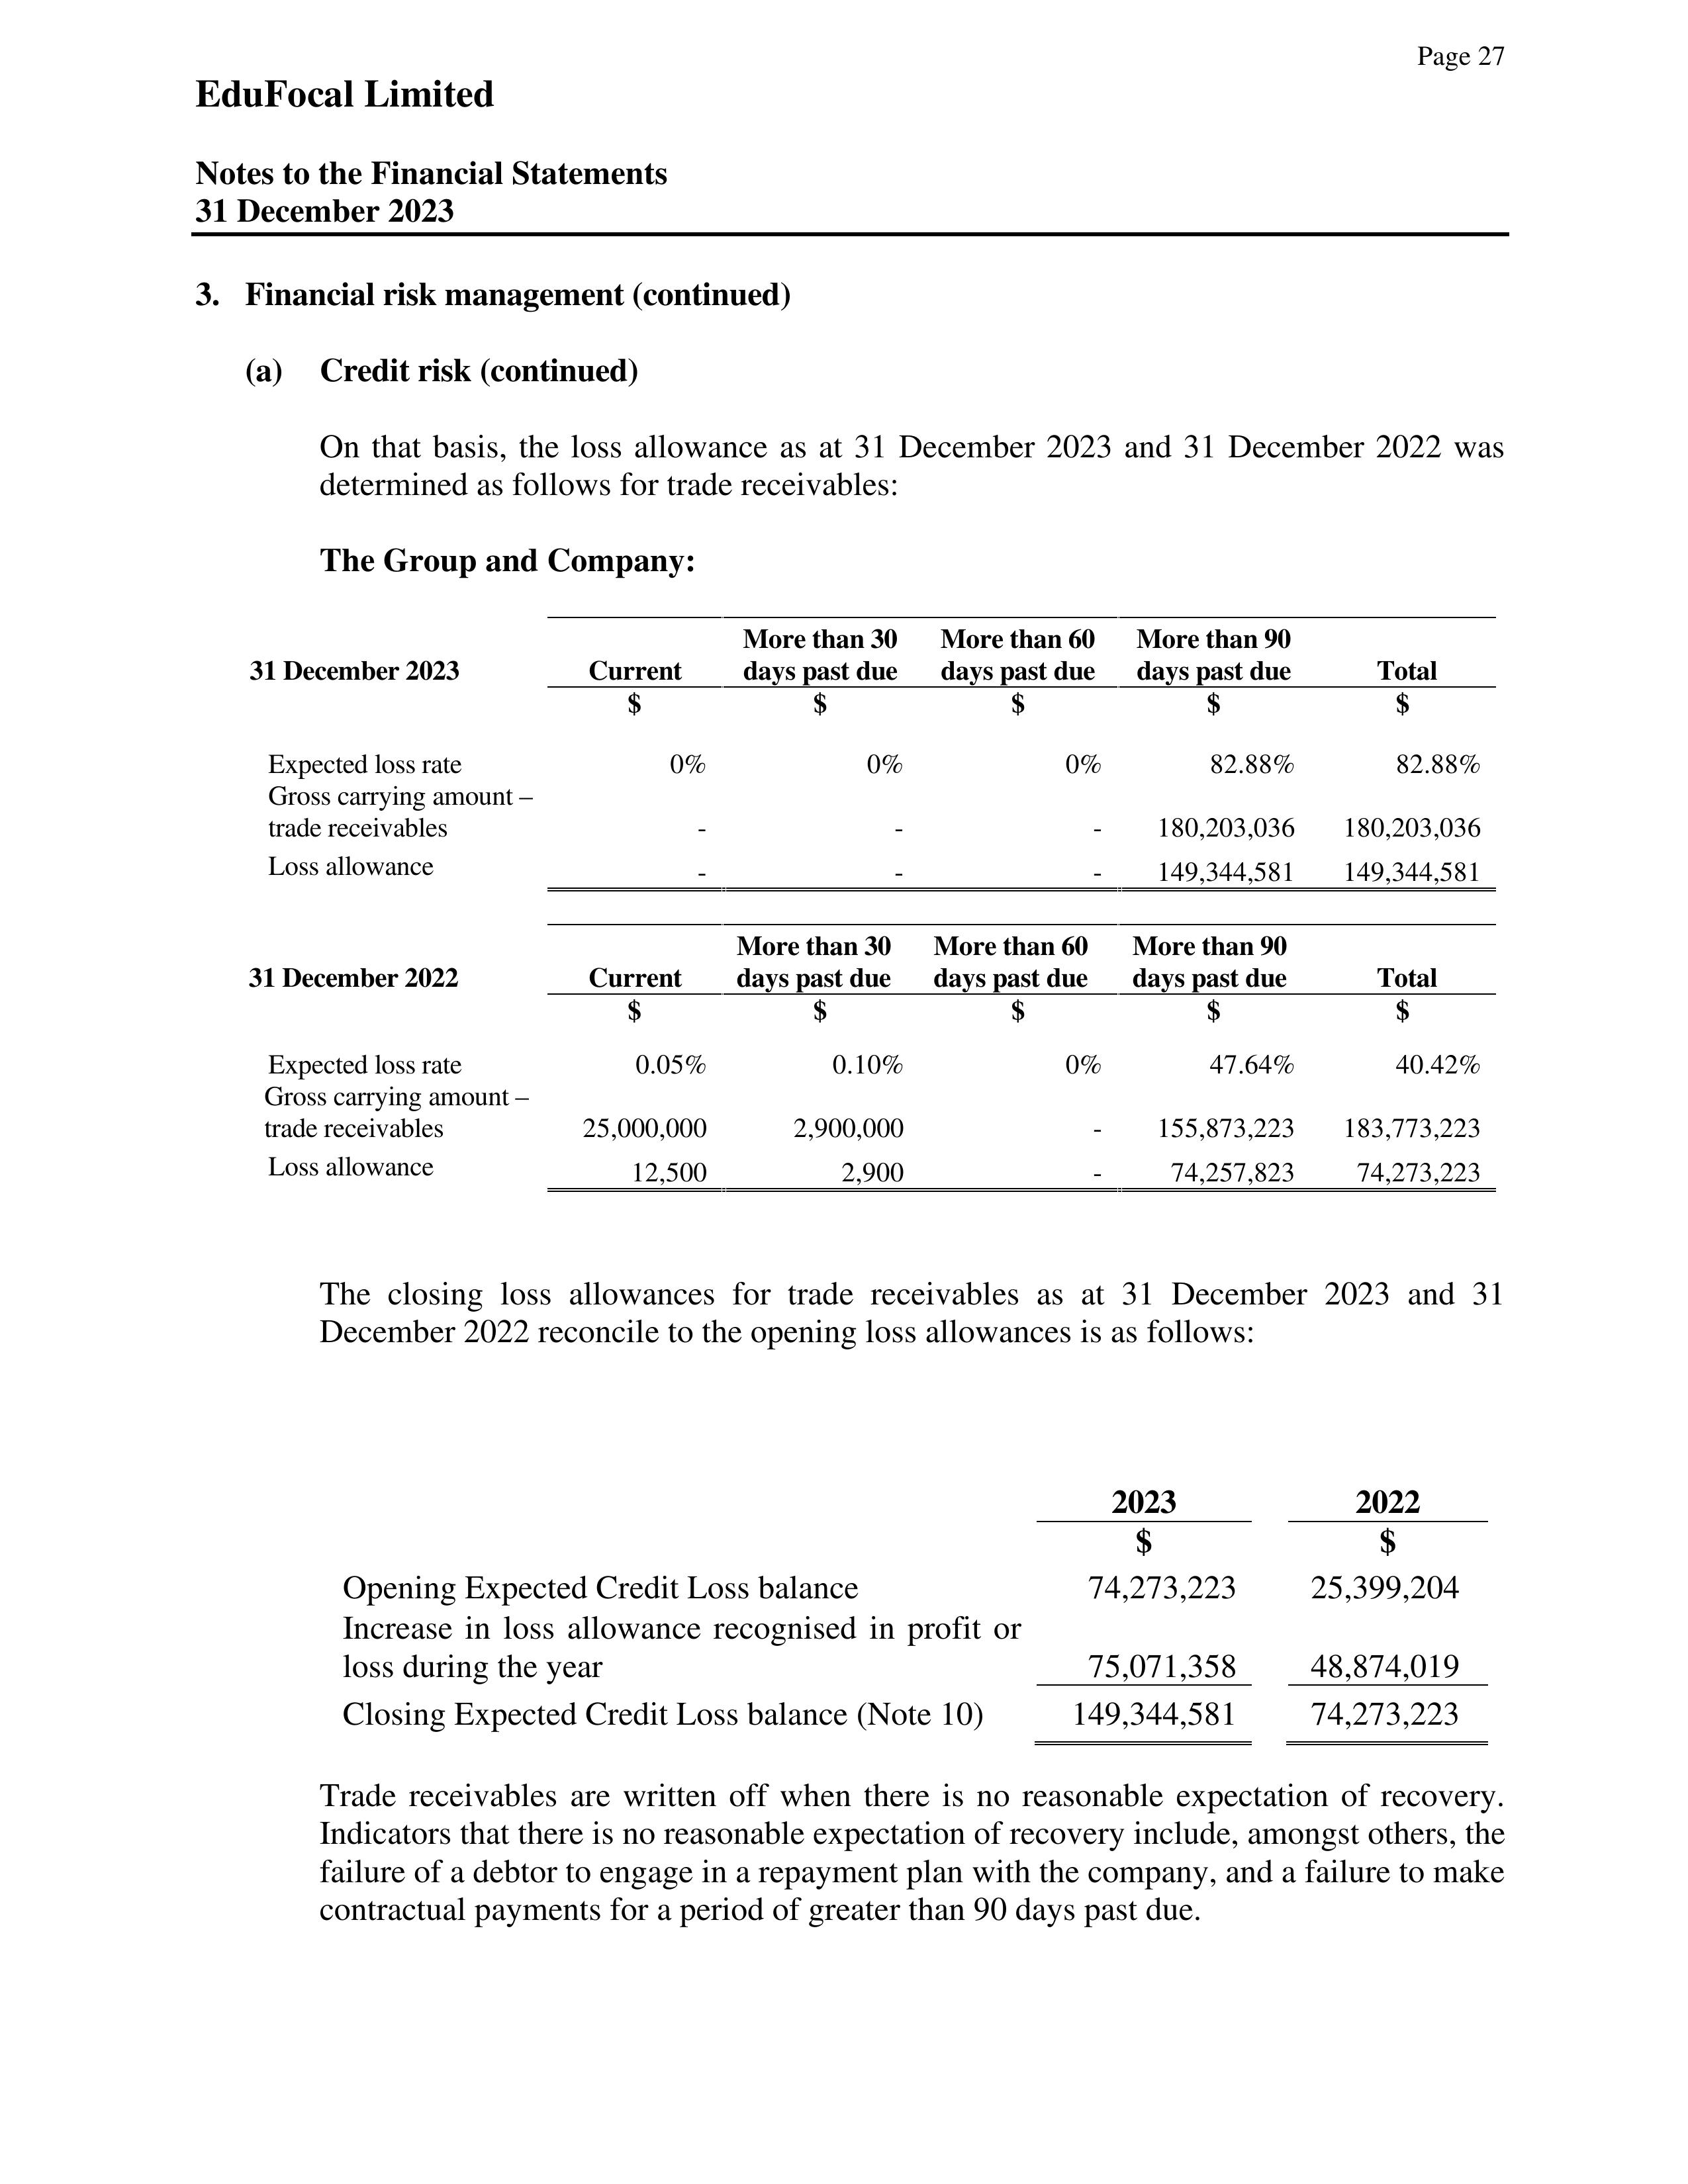 Page 27
EduFocal Limited
Notes to the Financial Statements
31 December 2023
3. Financial risk management (continued)
(a) Credit risk (continued)
On that basis, the loss allowance as at 31 December 2023 and 31 December 2022 was
determined as follows for trade receivables:
The Group and Company:
More than 30 More than 60 More than 90
31 December 2023 Current days past due days past due days past due Total
$ $ $ $ $
Expected loss rate 0% 0% 0% 82.88% 82.88%
Gross carrying amount –
trade receivables - - - 180,203,036 180,203,036
Loss allowance - - - 149,344,581 149,344,581
More than 30 More than 60 More than 90
31 December 2022 Current days past due days past due days past due Total
$ $ $ $ $
Expected loss rate 0.05% 0.10% 0% 47.64% 40.42%
Gross carrying amount –
trade receivables 25,000,000 2,900,000 - 155,873,223 183,773,223
Loss allowance 12,500 2,900 - 74,257,823 74,273,223
The closing loss allowances for trade receivables as at 31 December 2023 and 31
December 2022 reconcile to the opening loss allowances is as follows:
2023 2022
$ $
Opening Expected Credit Loss balance 74,273,223 25,399,204
Increase in loss allowance recognised in profit or
loss during the year 75,071,358 48,874,019
Closing Expected Credit Loss balance (Note 10) 149,344,581 74,273,223
Trade receivables are written off when there is no reasonable expectation of recovery.
Indicators that there is no reasonable expectation of recovery include, amongst others, the
failure of a debtor to engage in a repayment plan with the company, and a failure to make
contractual payments for a period of greater than 90 days past due.